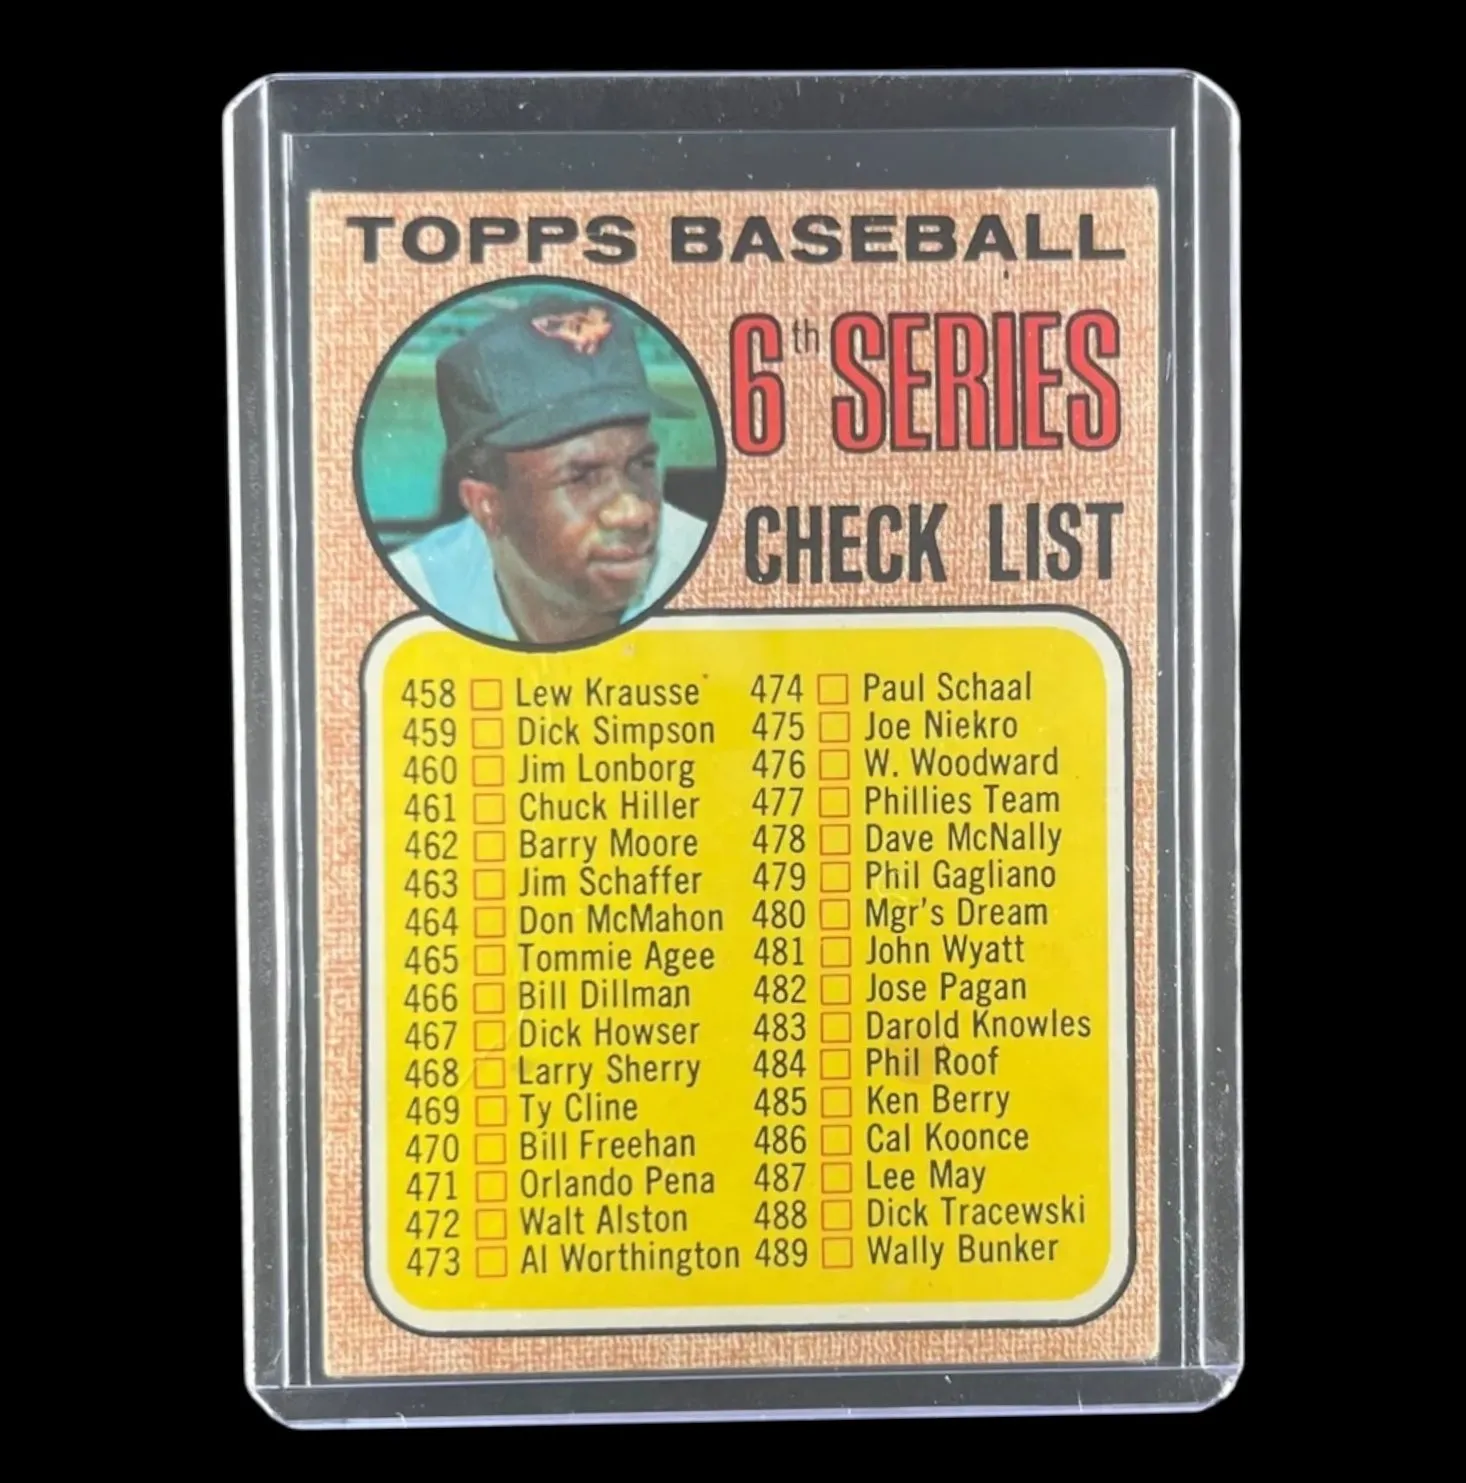 TOPPS BASEBALL
6th SERIES
CHECK LIST
458 Lew Krausse
459 Dick Simpson
460 Jim Lonborg
461 Chuck Hiller
462 Barry Moore
463 Jim Schaffer
464 Don McMahon
465 Tommie Agee
466 Bill Dillman
467 Dick Howser
468 Larry Sherry
469 Ty Cline
470 Bill Freehan
471 Orlando Pena
472 Walt Alston
473 Al Worthington
474 Paul Schaal
475 Joe Niekro
476 W. Woodward
477 Phillies Team
478 Dave McNally
479 Phil Gagliano
480 Mgr's Dream
481 John Wyatt
482 Jose Pagan
483 Darold Knowles
484 Phil Roof
485 Ken Berry
486 Cal Koonce
487 Lee May
488 Dick Tracewski
489 Wally Bunker